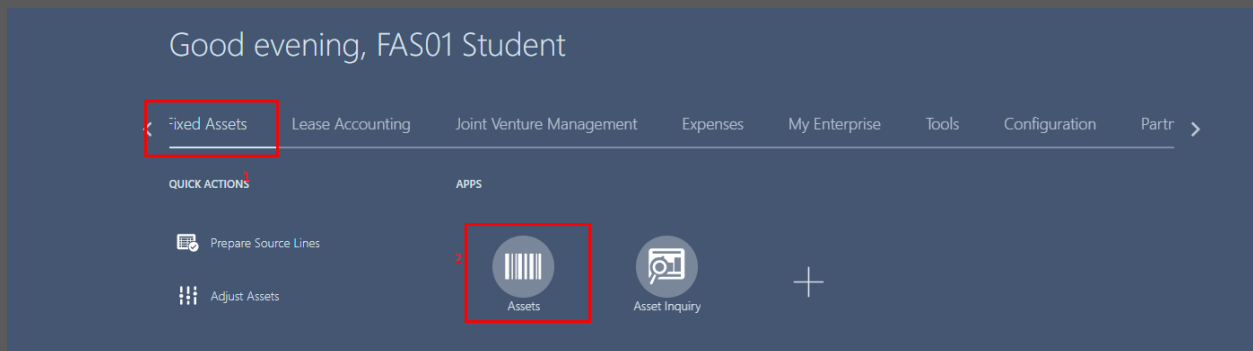 Good evening, FAS01 Student
Fixed Assets Lease Accounting Joint Venture Management Expenses My Enterprise Tools Configuration Partr
1
QUICK ACTIONS APPS
Prepare Source Lines
2
Adjust Assets
Assets Asset Inquiry